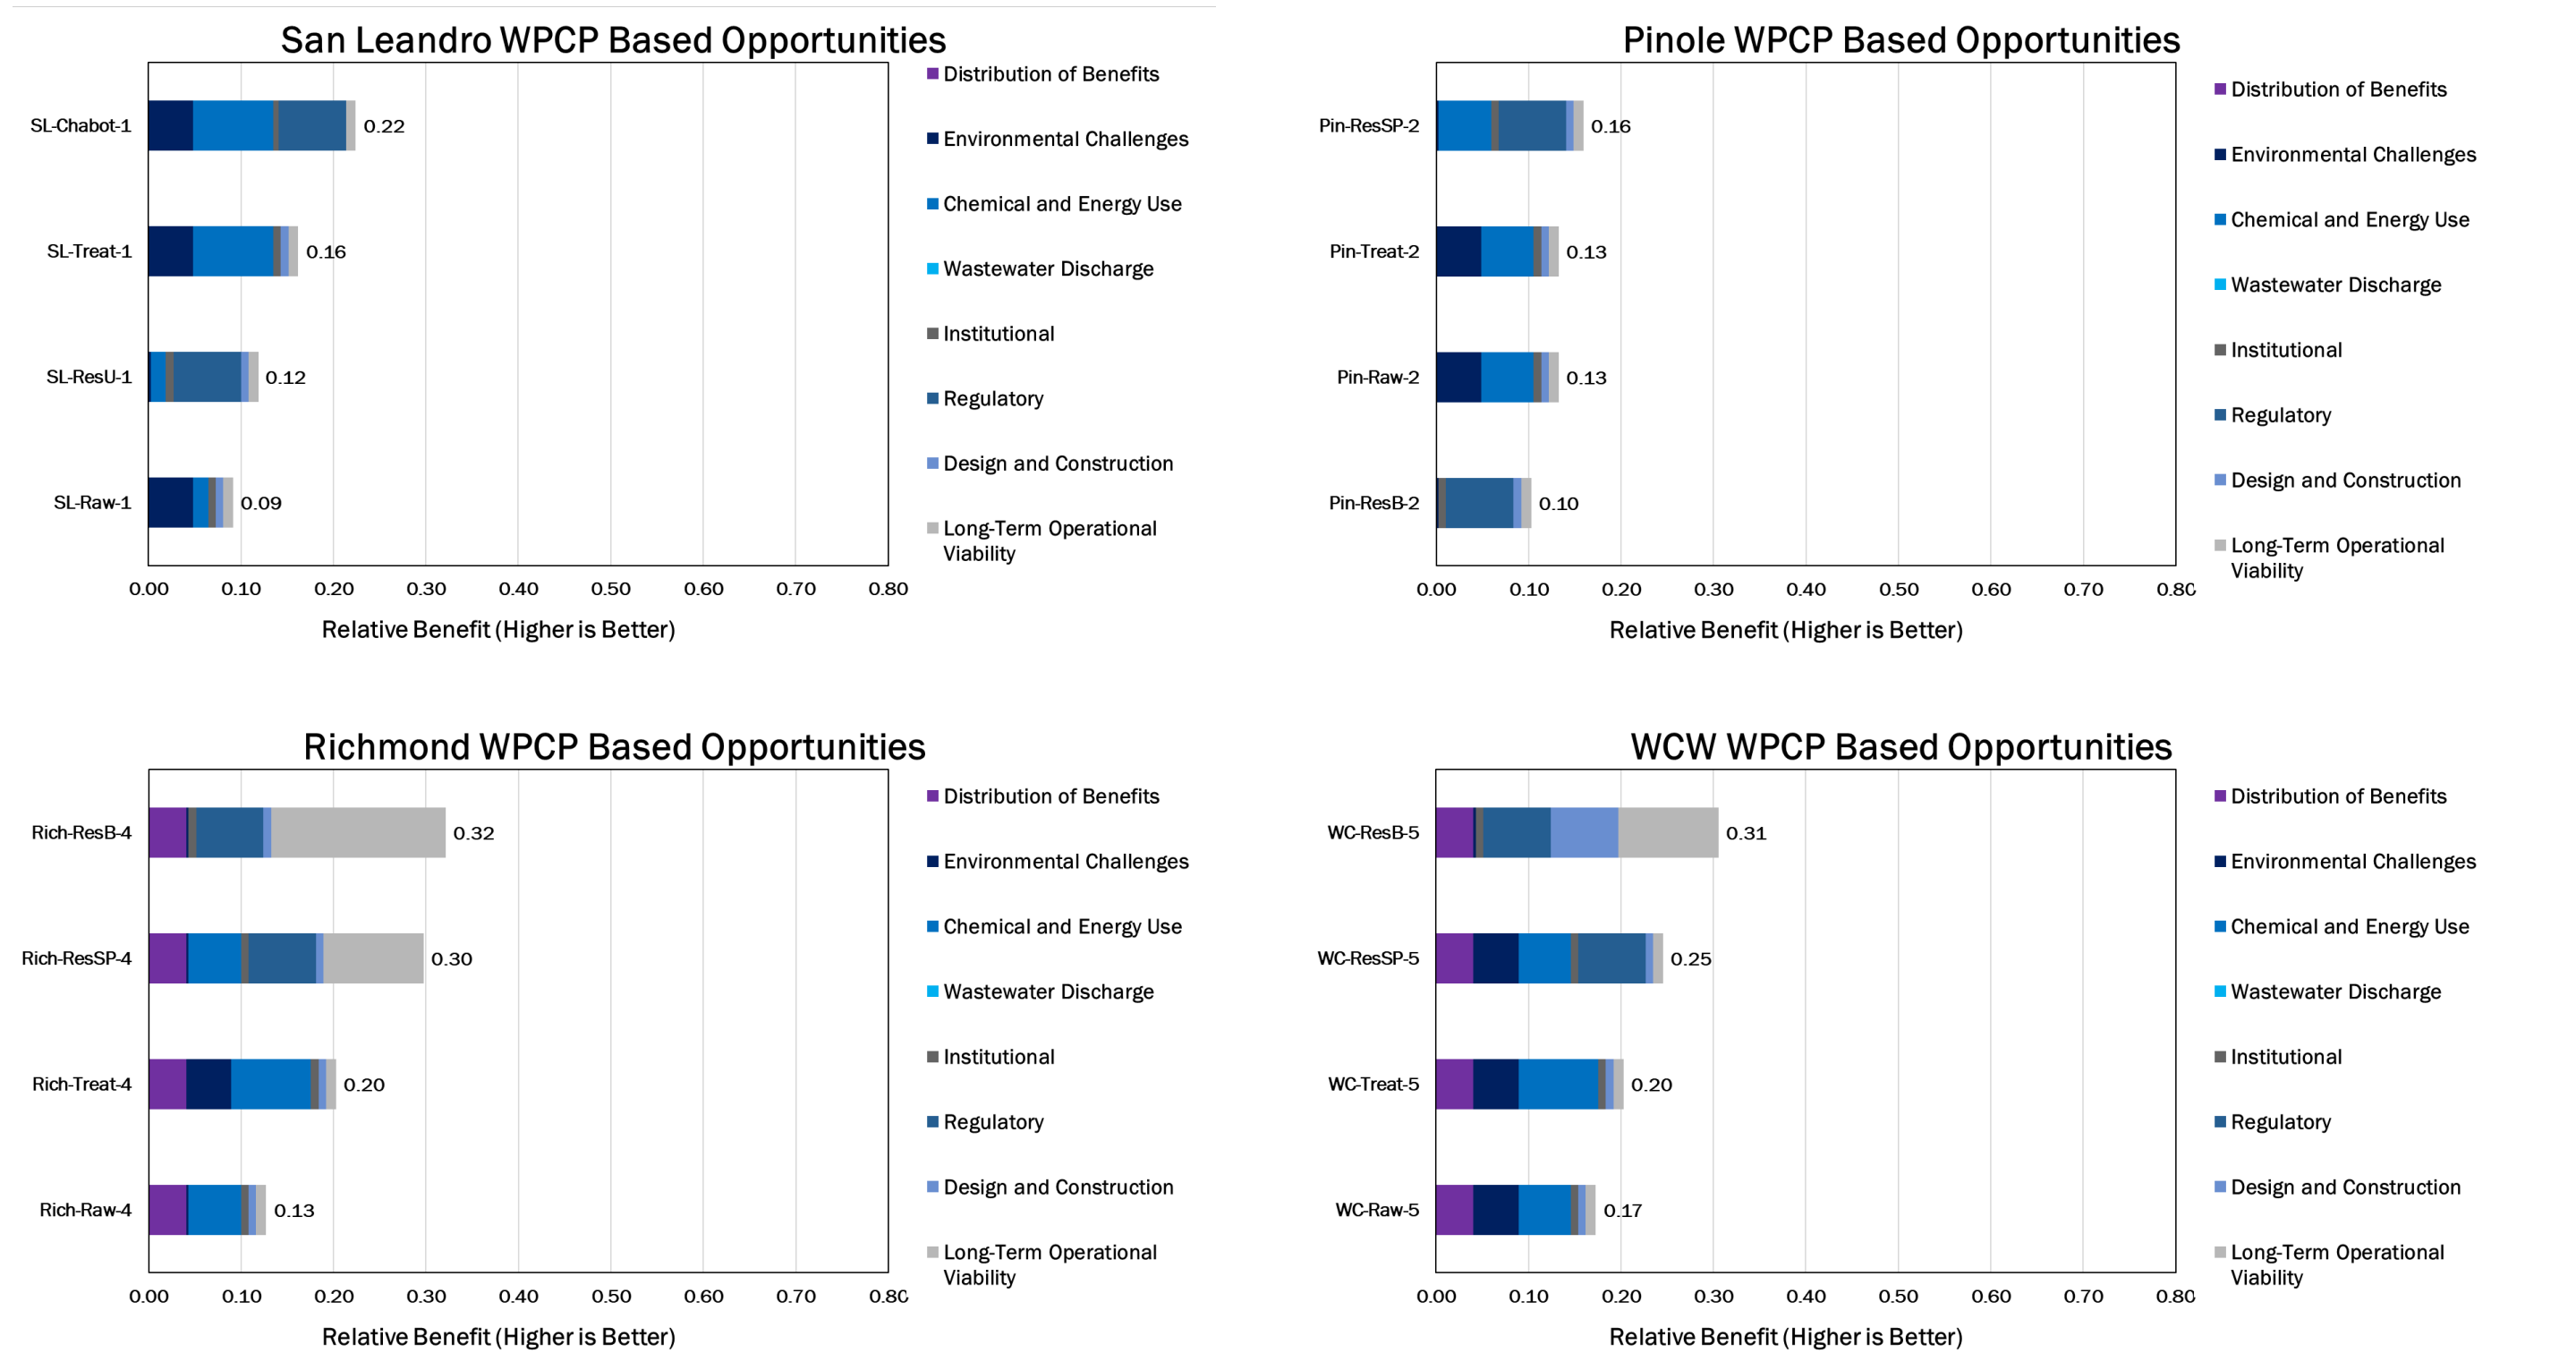 San Leandro WPCP Based Opportunities
SL-Chabot-1
0.22
SL-Treat-1
0.16
SL-ResU-1
0.12
SL-Raw-1
0.09
0.00 0.10 0.20 0.30 0.40 0.50 0.60 0.70 0.80
Relative Benefit (Higher is Better)
Distribution of Benefits
Environmental Challenges
Chemical and Energy Use
Wastewater Discharge
Institutional
Regulatory
Design and Construction
Long-Term Operational
Viability
Pinole WPCP Based Opportunities
Pin-ResSP-2
0.16
Pin-Treat-2
0.13
Pin-Raw-2
0.13
Pin-ResB-2
0.10
0.00 0.10 0.20 0.30 0.40 0.50 0.60 0.70 0.80
Relative Benefit (Higher is Better)
Distribution of Benefits
Environmental Challenges
Chemical and Energy Use
Wastewater Discharge
Institutional
Regulatory
Design and Construction
Long-Term Operational
Viability
Richmond WPCP Based Opportunities
Rich-ResB-4
0.32
Rich-ResSP-4
0.30
Rich-Treat-4
0.20
Rich-Raw-4
0.13
0.00 0.10 0.20 0.30 0.40 0.50 0.60 0.70 0.80
Relative Benefit (Higher is Better)
Distribution of Benefits
Environmental Challenges
Chemical and Energy Use
Wastewater Discharge
Institutional
Regulatory
Design and Construction
Long-Term Operational
Viability
WCW WPCP Based Opportunities
WC-ResB-5
0.31
WC-ResSP-5
0.25
WC-Treat-5
0.20
WC-Raw-5
0.17
0.00 0.10 0.20 0.30 0.40 0.50 0.60 0.70 0.80
Relative Benefit (Higher is Better)
Distribution of Benefits
Environmental Challenges
Chemical and Energy Use
Wastewater Discharge
Institutional
Regulatory
Design and Construction
Long-Term Operational
Viability